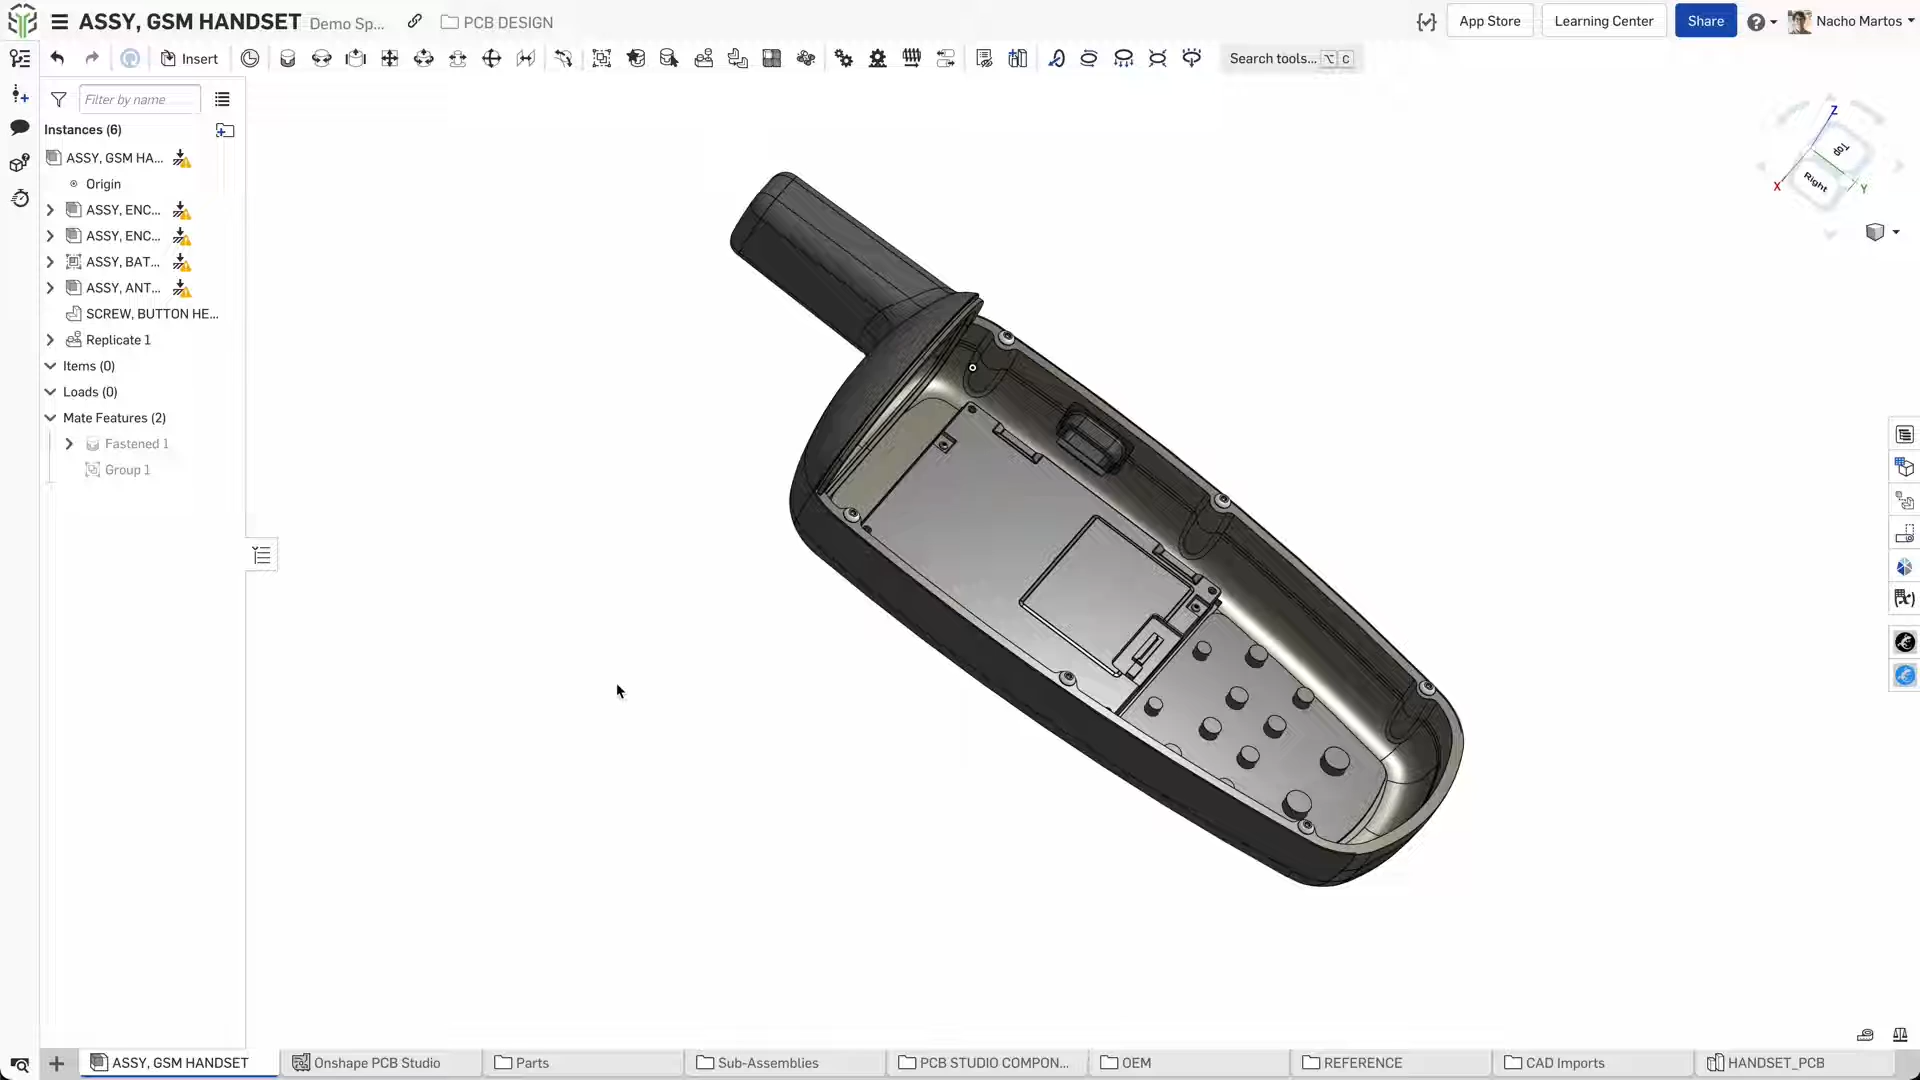 ASSY, GSM HANDSET Demo Sp... PCB DESIGN App Store Learning Center Share Nacho Martos
Insert Search tools... ⌥ C
Filter by name
Instances (6)
ASSY, GSM HA...
Origin
ASSY, ENC...
ASSY, ENC...
ASSY, BAT...
ASSY, ANT...
SCREW, BUTTON HE...
Replicate 1
Items (0)
Loads (0)
Mate Features (2)
Fastened 1
Group 1
Z
Top
Right
X
Y
ASSY, GSM HANDSET Onshape PCB Studio Parts Sub-Assemblies PCB STUDIO COMPON... OEM REFERENCE CAD Imports HANDSET_PCB